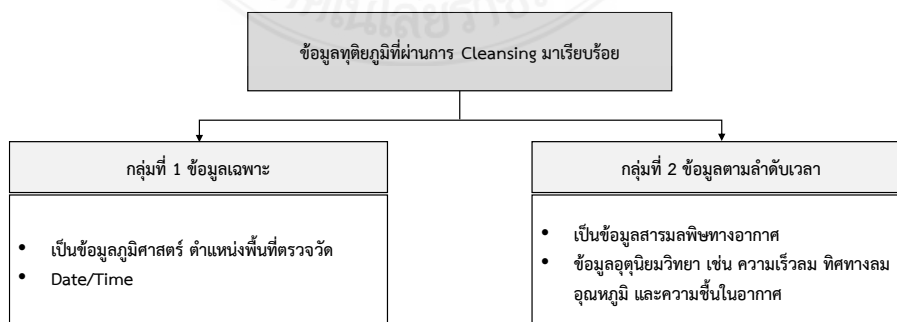 ข้อมูลทุติยภูมิที่ผ่านการ Cleansing มาเรียบร้อย
กลุ่มที่ 1 ข้อมูลเฉพาะ
• เป็นข้อมูลภูมิศาสตร์ ตำแหน่งพื้นที่ตรวจวัด
• Date/Time
กลุ่มที่ 2 ข้อมูลตามลำดับเวลา
• เป็นข้อมูลสารมลพิษทางอากาศ
• ข้อมูลอุตุนิยมวิทยา เช่น ความเร็วลม ทิศทางลม
อุณหภูมิ และความชื้นในอากาศ